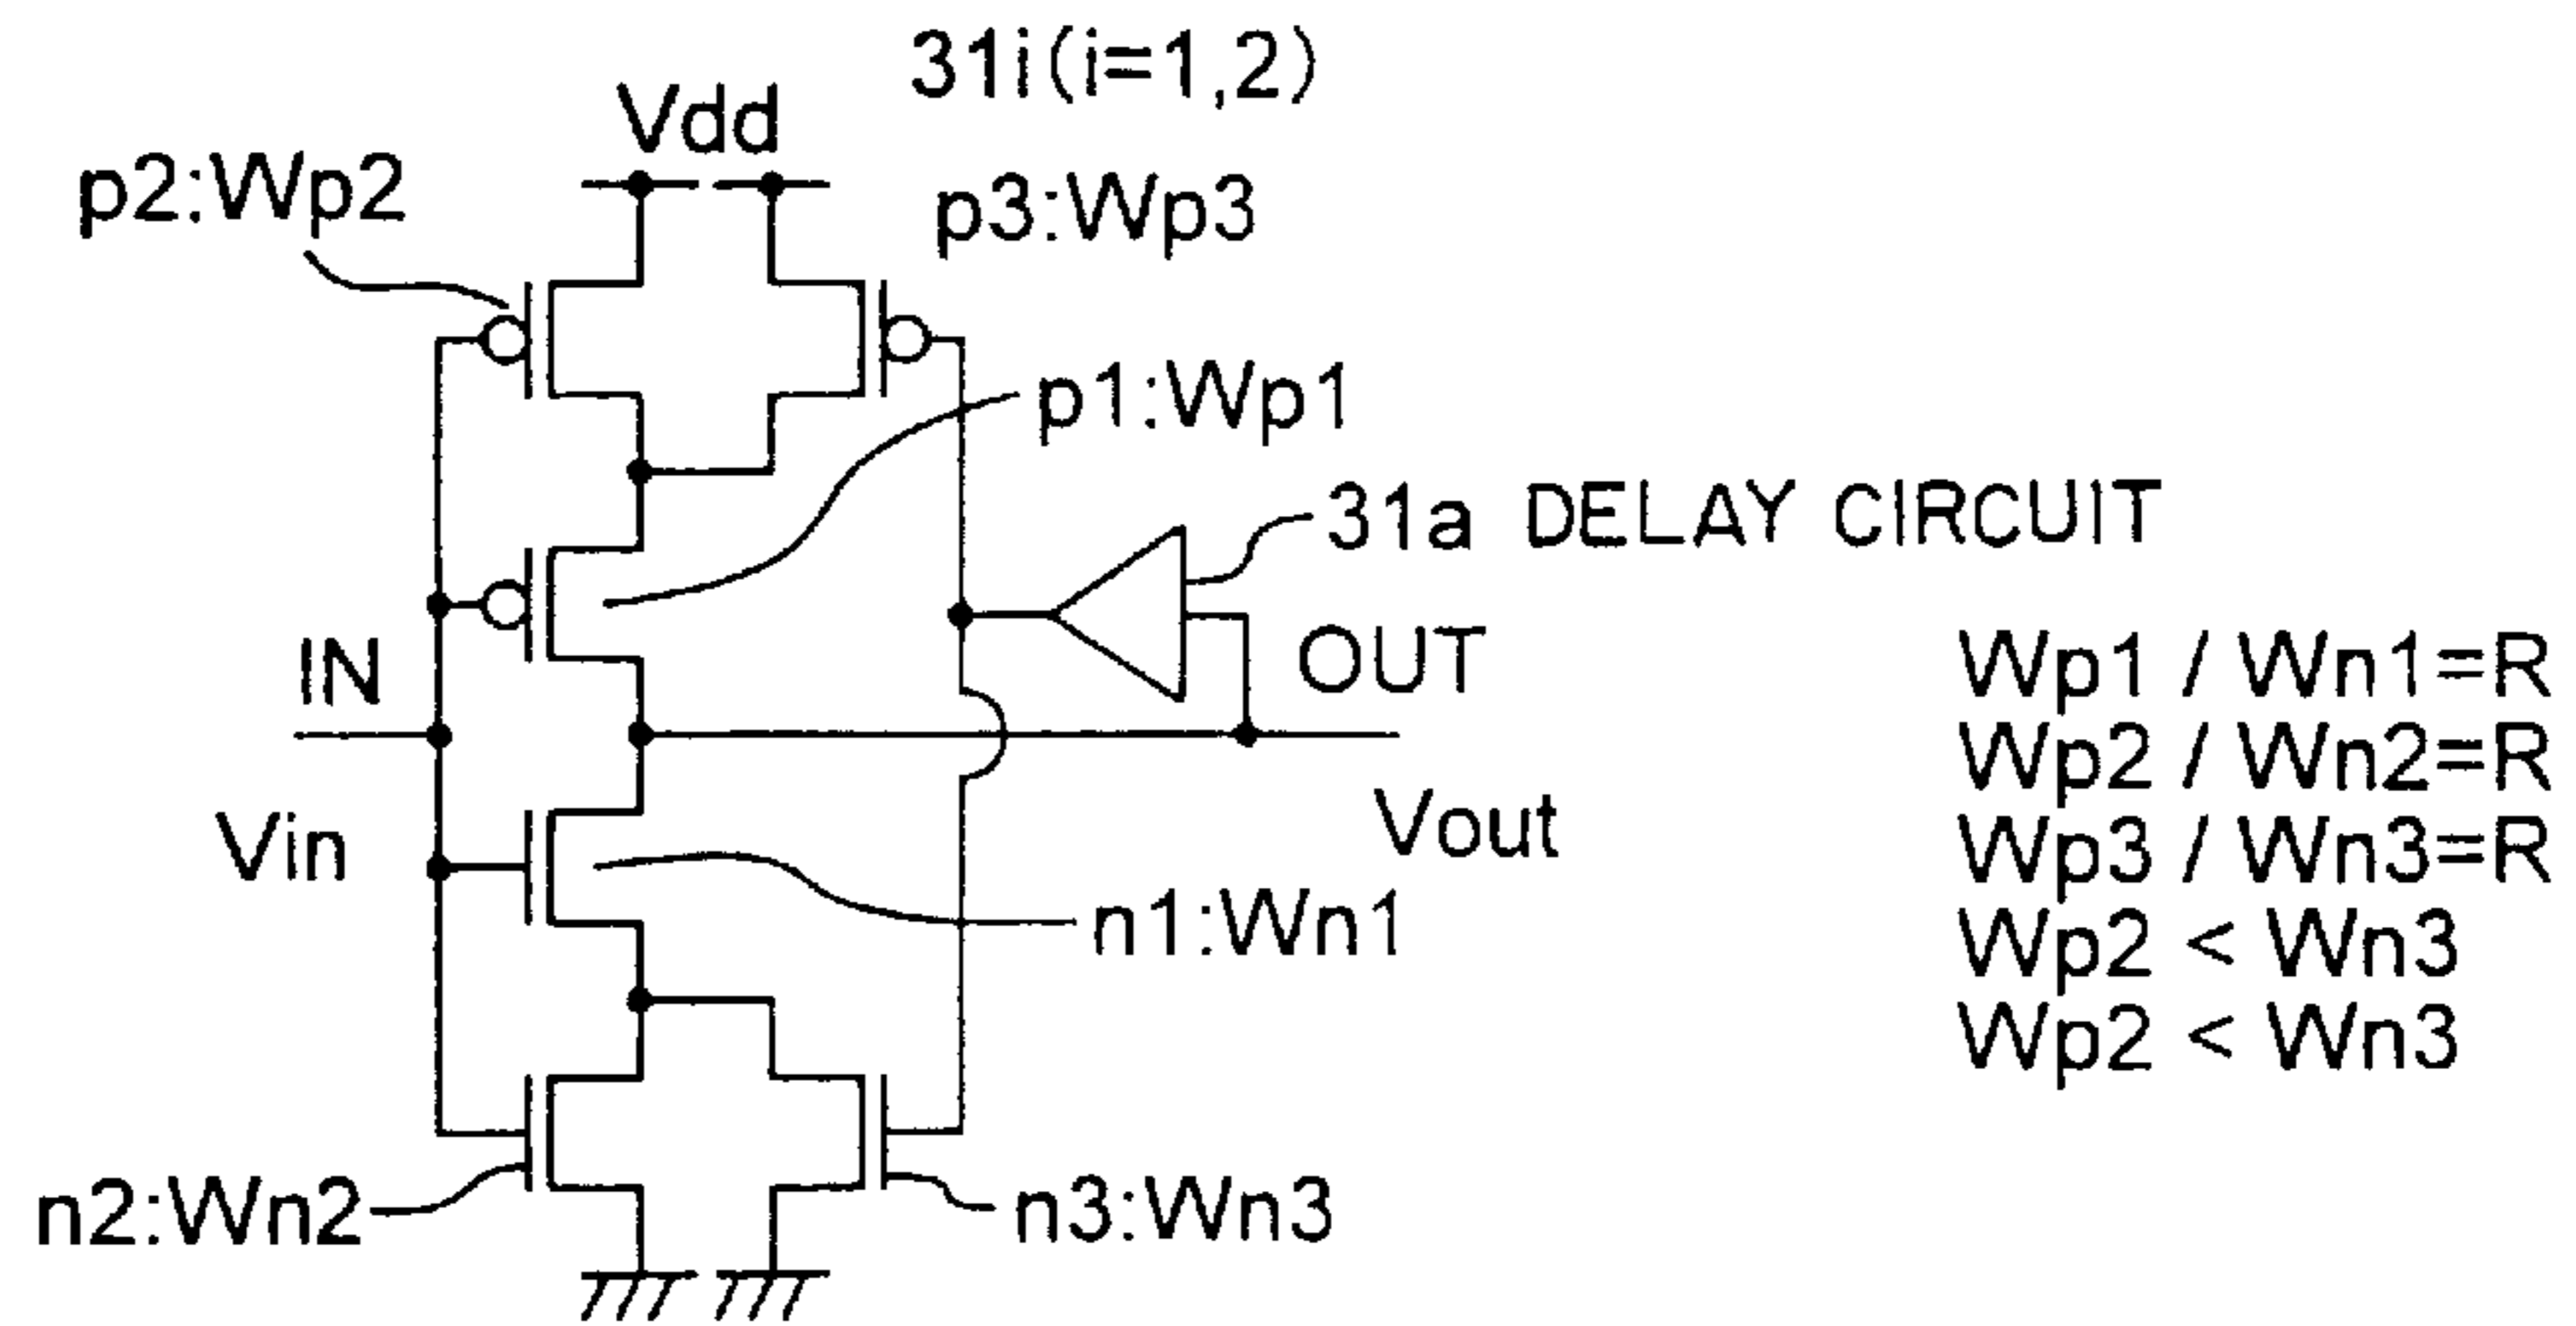 31i(i=1,2)
Vdd
p2:Wp2
p3:Wp3
p1:Wp1
31a DELAY CIRCUIT
IN
OUT
Vin
Vout
n1:Wn1
n2:Wn2
n3:Wn3
Wp1 / Wn1=R
Wp2 / Wn2=R
Wp3 / Wn3=R
Wp2 < Wn3
Wp2 < Wn3